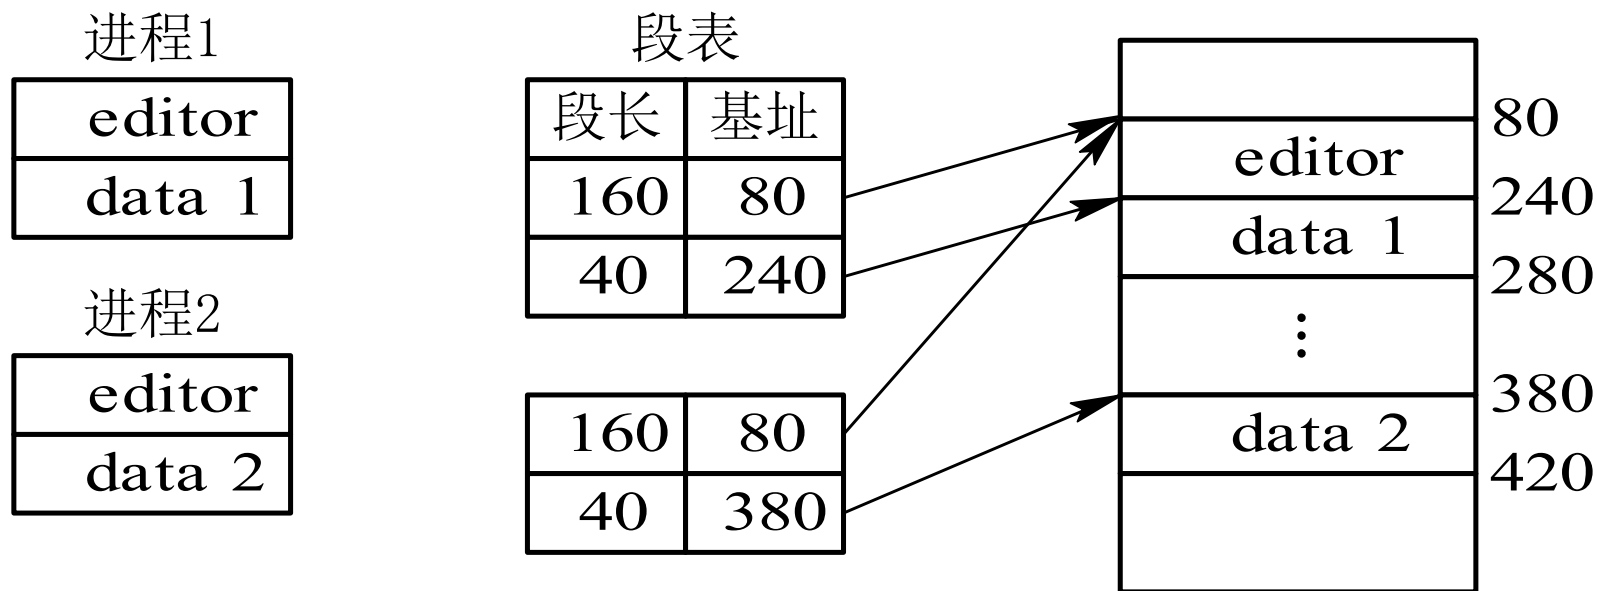 进程1
editor
data 1
进程2
editor
data 2
段表
段长 基址
160 80
40 240
160 80
40 380
80
editor
240
data 1
280
⋮
380
data 2
420